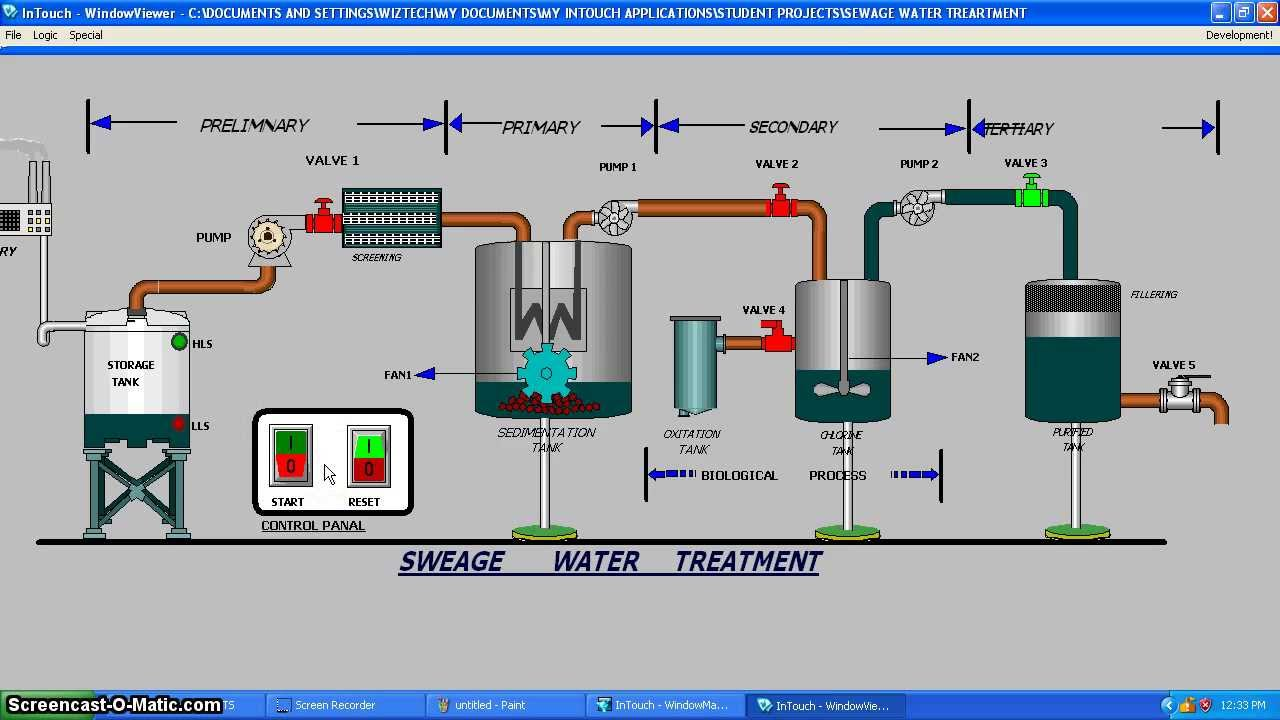 InTouch - WindowViewer - C:\DOCUMENTS AND SETTINGS\WIZTECH\MY DOCUMENTS\MY INTOUCH APPLICATIONS\STUDENT PROJECTS\SEWAGE WATER TREARTMENT
File Logic Special Development!
PRELIMNARY PRIMARY SECONDARY TERTIARY
VALVE 1 PUMP 1 VALVE 2 PUMP 2 VALVE 3
PUMP
RY
SCREENING
FILLERING
VALVE 4
HLS
STORAGE
TANK
FAN1
FAN2
VALVE 5
LLS
SEDIMENTATION
TANK
OXITATION
TANK
CHLORINE
TANK
PURIFIED
TANK
I I
0 0
START RESET
BIOLOGICAL PROCESS
CONTROL PANAL
SWEAGE WATER TREATMENT
Screencast-O-Matic.com
TS Screen Recorder untitled - Paint InTouch - WindowMa... InTouch - WindowVie... 12:33 PM